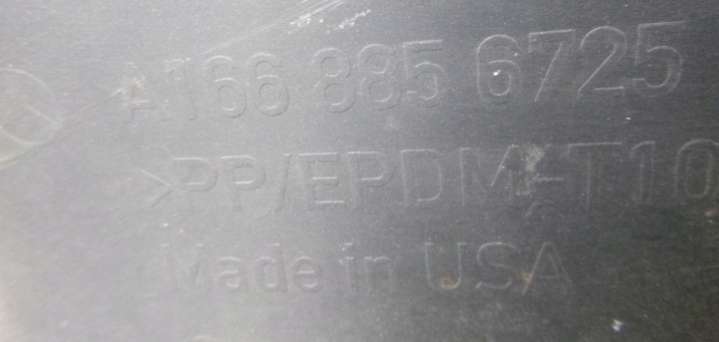 A166 885 6725
>PP/EPDM-T10
Made in USA